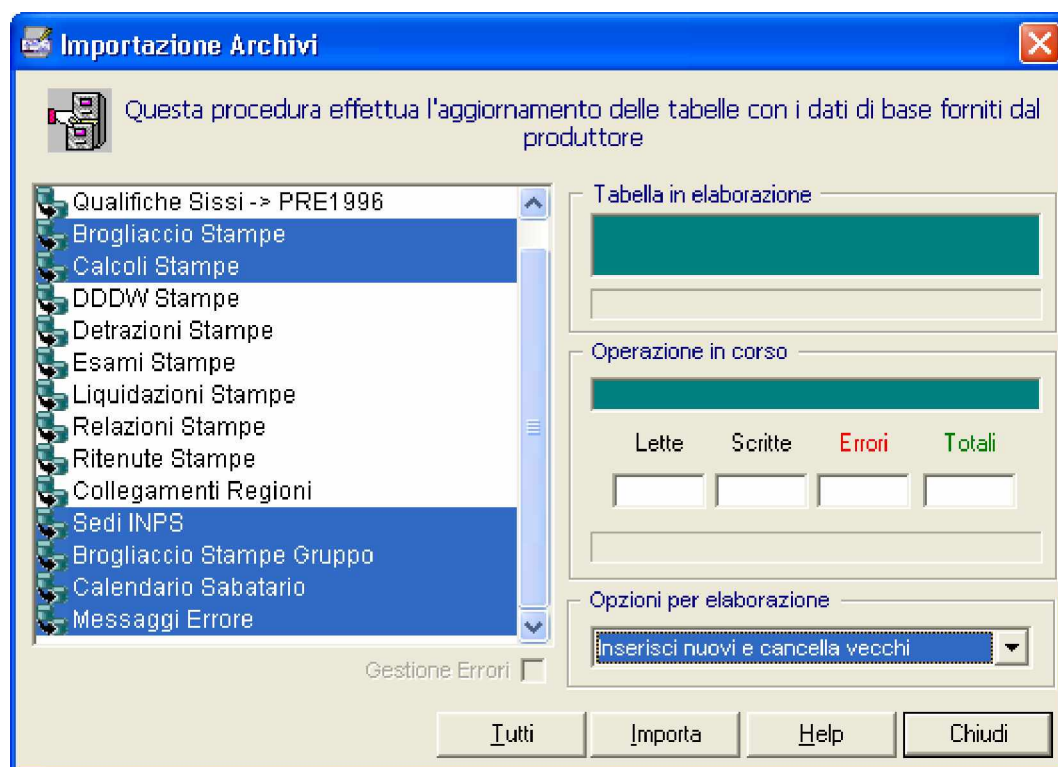 Importazione Archivi
Questa procedura effettua l'aggiornamento delle tabelle con i dati di base forniti dal
produttore
Qualifiche Sissi -> PRE1996
Brogliaccio Stampe
Calcoli Stampe
DDDW Stampe
Detrazioni Stampe
Esami Stampe
Liquidazioni Stampe
Relazioni Stampe
Ritenute Stampe
Collegamenti Regioni
Sedi INPS
Brogliaccio Stampe Gruppo
Calendario Sabatario
Messaggi Errore
Gestione Errori
Tabella in elaborazione
Operazione in corso
Lette Scritte Errori Totali
Opzioni per elaborazione
Inserisci nuovi e cancella vecchi
Tutti Importa Help Chiudi